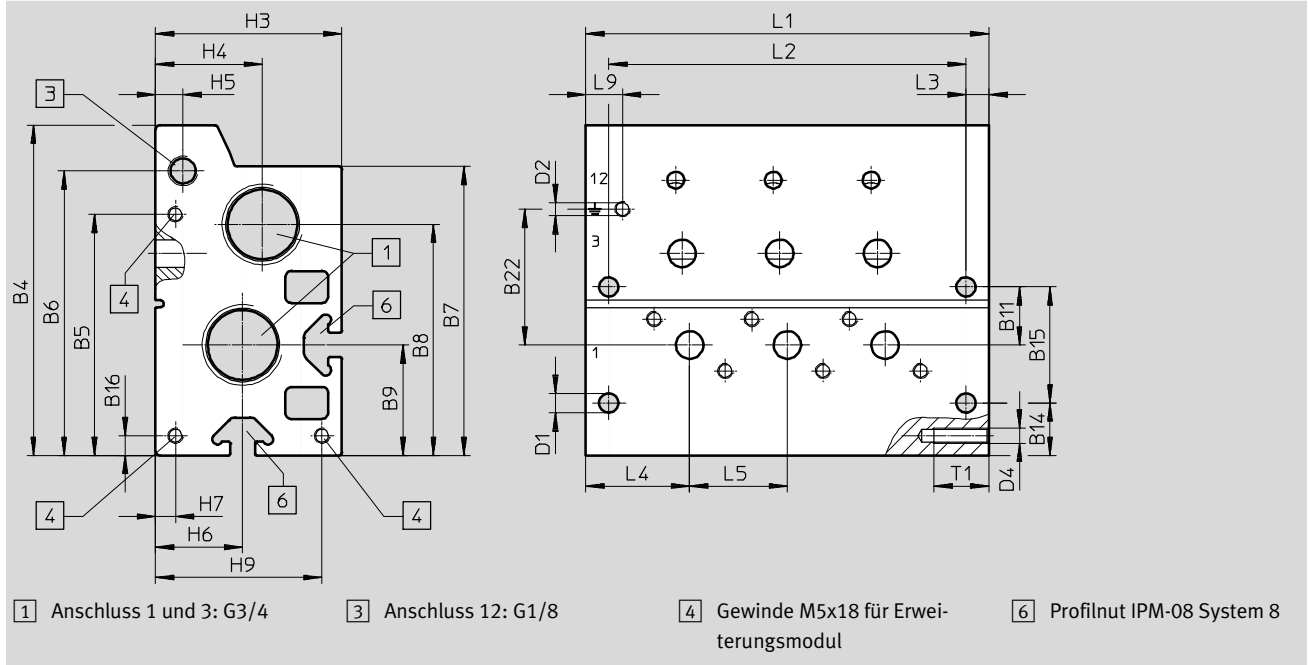 H3
H4
H5
3
B4
B6
B5
B16
4
1
6
B8
B7
B9
4
H7
H6
H9
6
4
L1
L2
L9
L3
D2
12
3
B22
1
D1
B11
B15
B14
L4
L5
T1
D4
1 Anschluss 1 und 3: G3/4
3 Anschluss 12: G1/8
4 Gewinde M5x18 für Erwei-
terungsmodul
6 Profilnut IPM-08 System 8